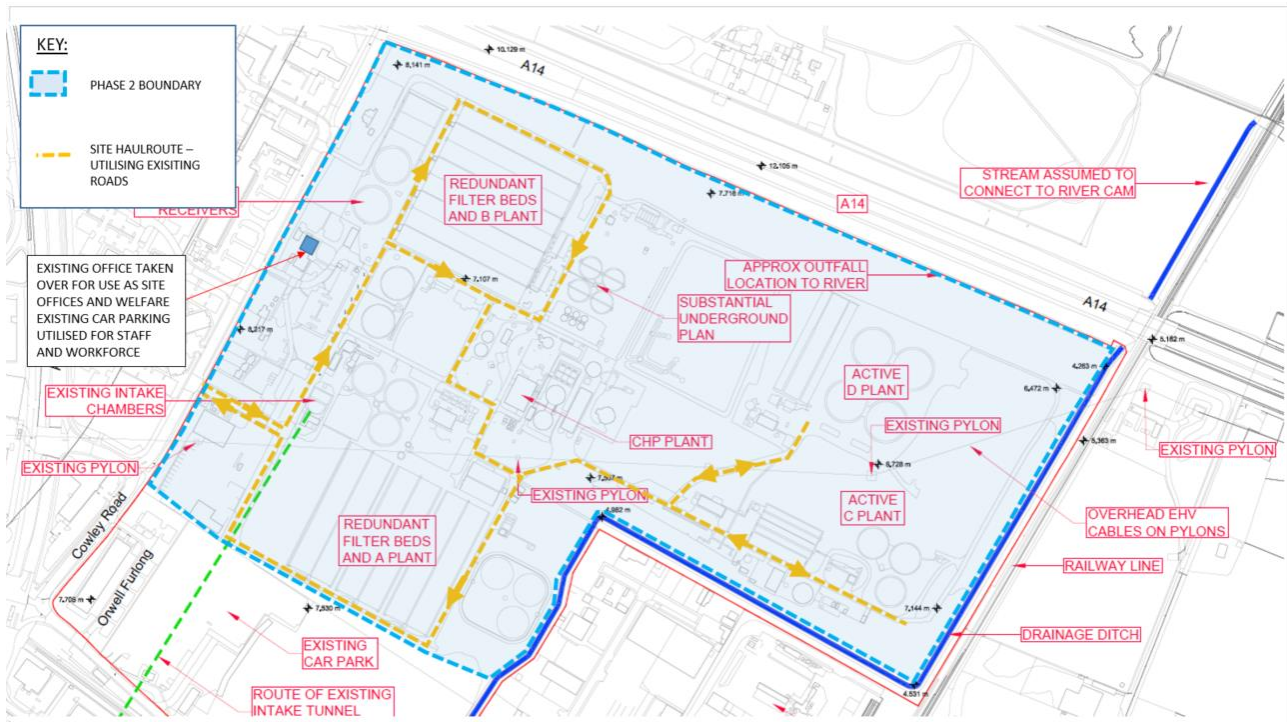 KEY:
PHASE 2 BOUNDARY
SITE HAULROUTE –
UTILISING EXISITING
ROADS
RECEIVERS
EXISTING OFFICE TAKEN
OVER FOR USE AS SITE
OFFICES AND WELFARE
EXISTING CAR PARKING
UTILISED FOR STAFF
AND WORKFORCE
10.129 m
A14
8.141 m
12.105 m
7.718 m
A14
STREAM ASSUMED TO
CONNECT TO RIVER CAM
REDUNDANT
FILTER BEDS
AND B PLANT
7.107 m
APPROX OUTFALL
LOCATION TO RIVER
SUBSTANTIAL
UNDERGROUND
PLAN
A14
8.217 m
5.182 m
4.263 m
6.472 m
ACTIVE
D PLANT
EXISTING INTAKE
CHAMBERS
CHP PLANT
EXISTING PYLON
5.363 m
EXISTING PYLON
EXISTING PYLON
6.728 m
EXISTING PYLON
4.982 m
ACTIVE
C PLANT
OVERHEAD EHV
CABLES ON PYLONS
Cowley Road
Orwell Furlong
REDUNDANT
FILTER BEDS
AND A PLANT
RAILWAY LINE
7.705 m
7.530 m
7.144 m
DRAINAGE DITCH
EXISTING
CAR PARK
ROUTE OF EXISTING
INTAKE TUNNEL
4.531 m